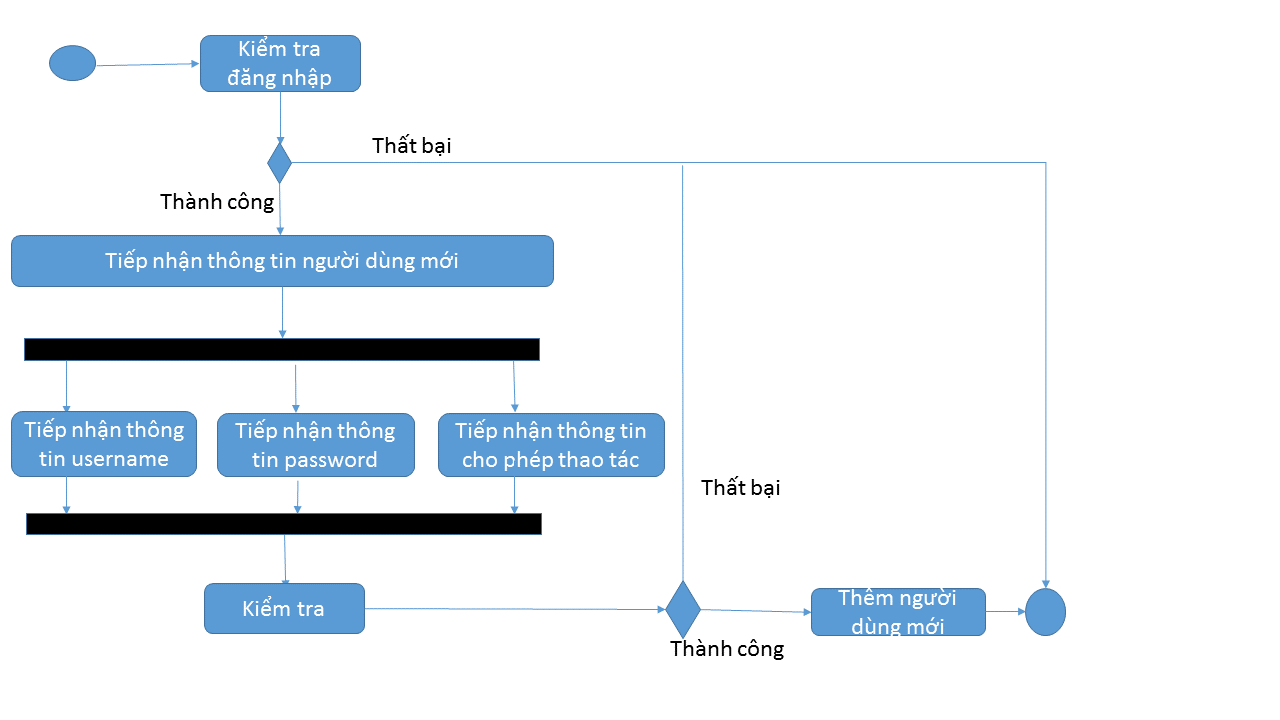 Kiểm tra
đăng nhập
Thất bại
Thành công
Tiếp nhận thông tin người dùng mới
Tiếp nhận thông
tin username
Tiếp nhận thông
tin password
Tiếp nhận thông tin
cho phép thao tác
Thất bại
Kiểm tra
Thêm người
dùng mới
Thành công